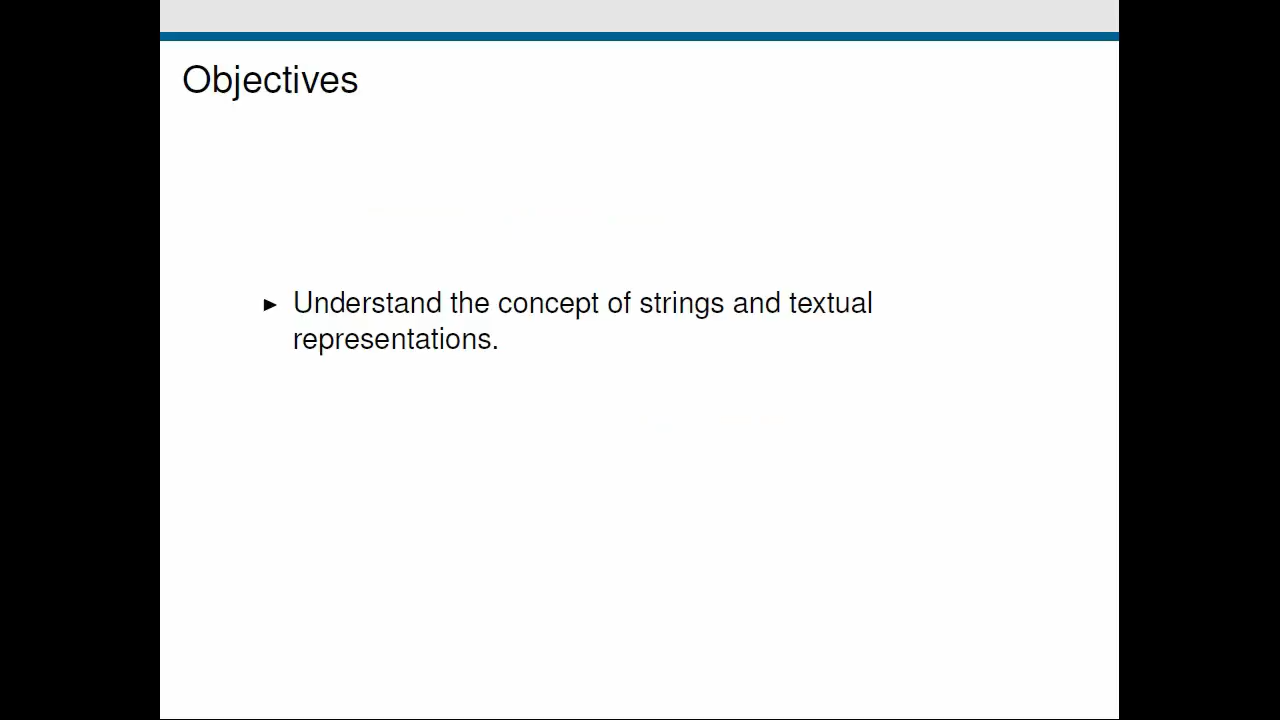 Objectives
► Understand the concept of strings and textual
representations.